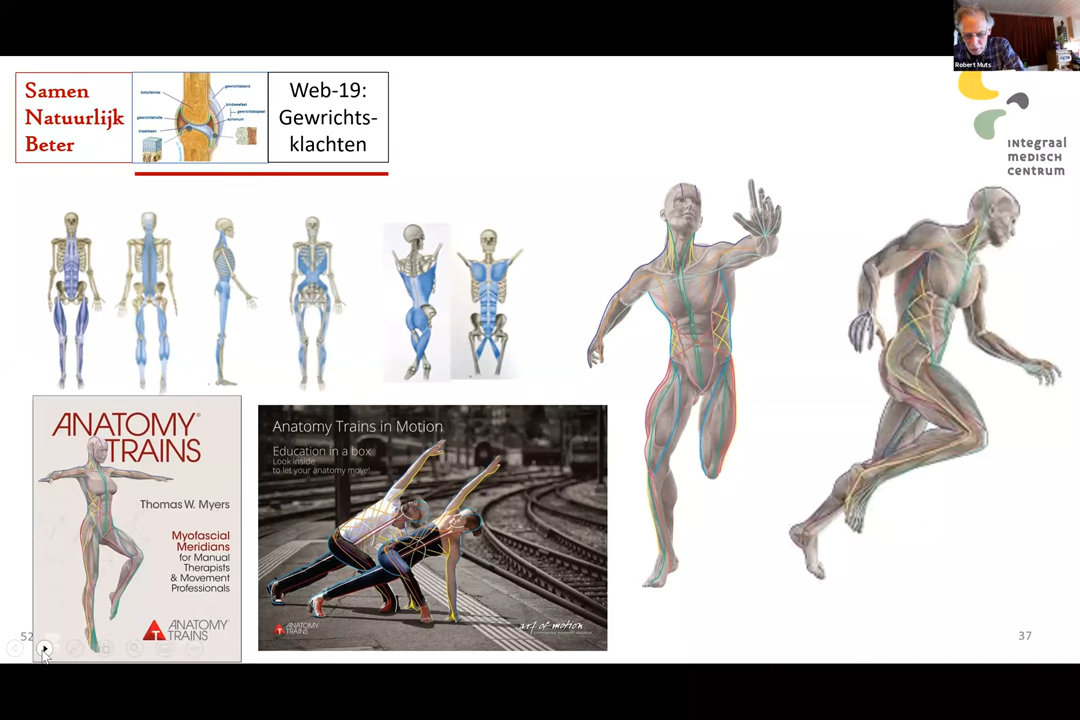 Robert Muts
Samen
Natuurlijk
Beter
gewrichtsband
Web-19:
Gewrichts-
klachten
INtegraal
meDISCH
ceNtRUM
ANATOMY®
TRAINS
Thomas W. Myers
Myofascial
Meridians
for Manual
Therapists
& Movement
Professionals
ANATOMY
TRAINS
Anatomy Trains in Motion
Education in a box
Look inside
to let your anatomy move!
ANATOMY
TRAINS
art of motion
52
37